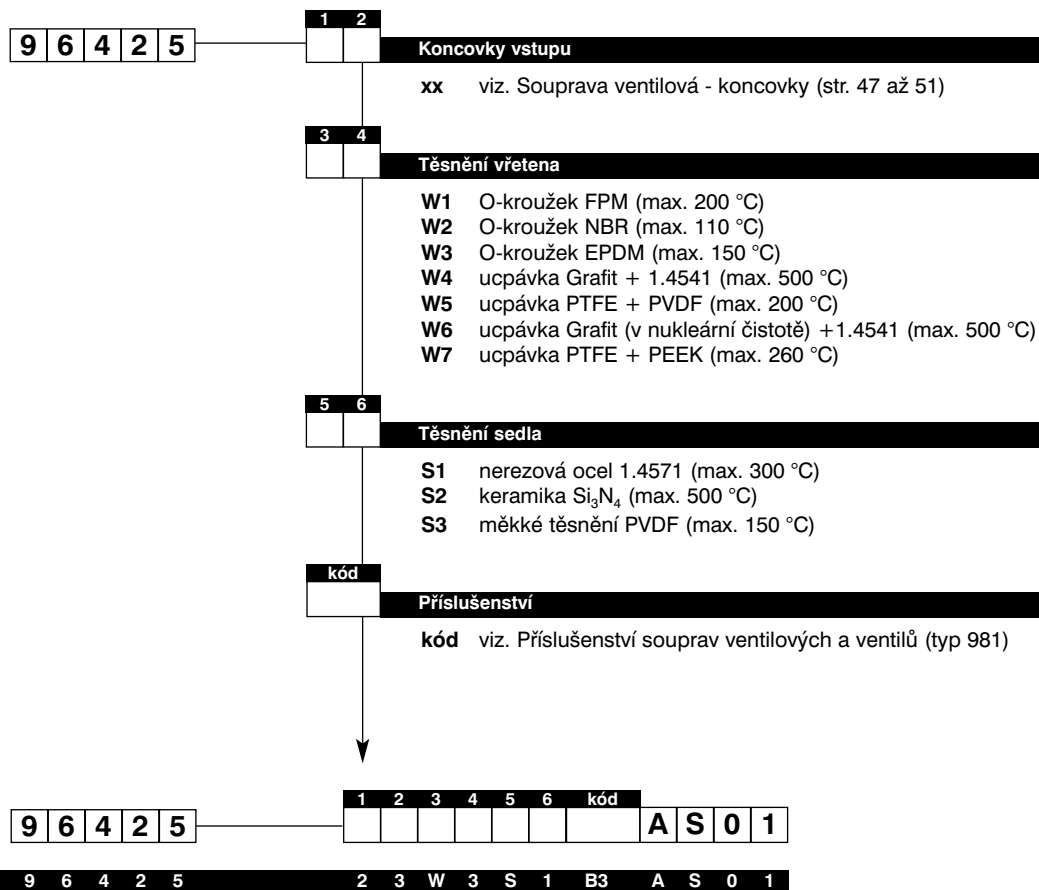 1 2
9 6 4 2 5
Koncovky vstupu
xx viz. Souprava ventilová - koncovky (str. 47 až 51)
3 4
Těsnění vřetena
W1 O-kroužek FPM (max. 200 °C)
W2 O-kroužek NBR (max. 110 °C)
W3 O-kroužek EPDM (max. 150 °C)
W4 ucpávka Grafit + 1.4541 (max. 500 °C)
W5 ucpávka PTFE + PVDF (max. 200 °C)
W6 ucpávka Grafit (v nukleární čistotě) +1.4541 (max. 500 °C)
W7 ucpávka PTFE + PEEK (max. 260 °C)
5 6
Těsnění sedla
S1 nerezová ocel 1.4571 (max. 300 °C)
S2 keramika Si₃N₄ (max. 500 °C)
S3 měkké těsnění PVDF (max. 150 °C)
kód
Příslušenství
kód viz. Příslušenství souprav ventilových a ventilů (typ 981)
1 2 3 4 5 6 kód
9 6 4 2 5 A S 0 1
9 6 4 2 5 2 3 W 3 S 1 B3 A S 0 1